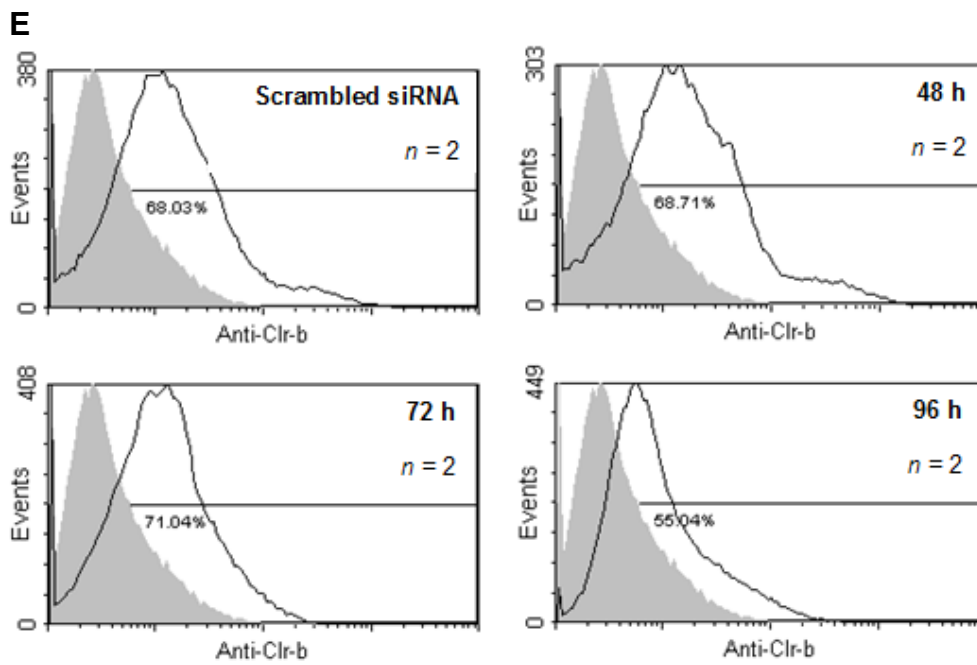 E
380
Scrambled siRNA
n = 2
68.03%
Events
0
Anti-Clr-b
303
48 h
n = 2
68.71%
Events
0
Anti-Clr-b
408
72 h
n = 2
71.04%
Events
0
Anti-Clr-b
449
96 h
n = 2
55.04%
Events
0
Anti-Clr-b